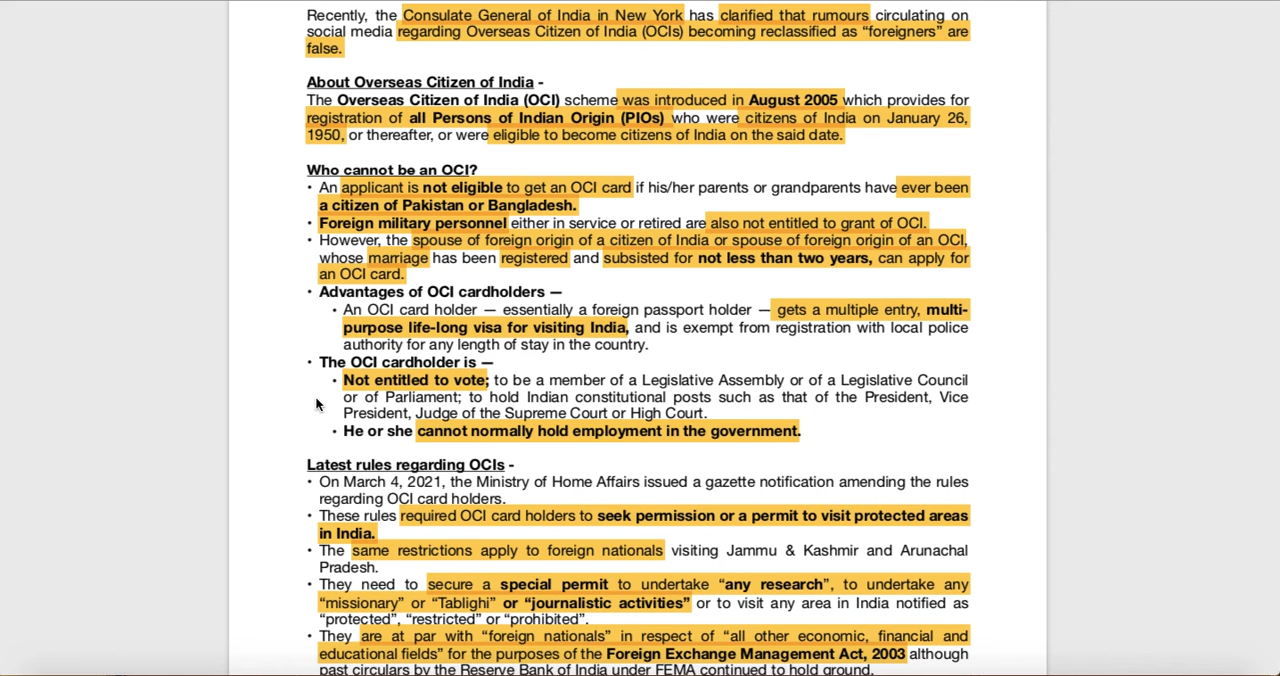 Recently, the Consulate General of India in New York has clarified that rumours circulating on
social media regarding Overseas Citizen of India (OCIs) becoming reclassified as “foreigners” are
false.
About Overseas Citizen of India -
The Overseas Citizen of India (OCI) scheme was introduced in August 2005 which provides for
registration of all Persons of Indian Origin (PIOs) who were citizens of India on January 26,
1950, or thereafter, or were eligible to become citizens of India on the said date.
Who cannot be an OCI?
• An applicant is not eligible to get an OCI card if his/her parents or grandparents have ever been
a citizen of Pakistan or Bangladesh.
• Foreign military personnel either in service or retired are also not entitled to grant of OCI.
• However, the spouse of foreign origin of a citizen of India or spouse of foreign origin of an OCI,
whose marriage has been registered and subsisted for not less than two years, can apply for
an OCI card.
• Advantages of OCI cardholders —
• An OCI card holder — essentially a foreign passport holder — gets a multiple entry, multi-
purpose life-long visa for visiting India, and is exempt from registration with local police
authority for any length of stay in the country.
• The OCI cardholder is —
• Not entitled to vote; to be a member of a Legislative Assembly or of a Legislative Council
or of Parliament; to hold Indian constitutional posts such as that of the President, Vice
President, Judge of the Supreme Court or High Court.
• He or she cannot normally hold employment in the government.
Latest rules regarding OCIs -
• On March 4, 2021, the Ministry of Home Affairs issued a gazette notification amending the rules
regarding OCI card holders.
• These rules required OCI card holders to seek permission or a permit to visit protected areas
in India.
• The same restrictions apply to foreign nationals visiting Jammu & Kashmir and Arunachal
Pradesh.
• They need to secure a special permit to undertake “any research”, to undertake any
“missionary” or “Tablighi” or “journalistic activities” or to visit any area in India notified as
“protected”, “restricted” or “prohibited”.
• They are at par with “foreign nationals” in respect of “all other economic, financial and
educational fields” for the purposes of the Foreign Exchange Management Act, 2003 although
past circulars by the Reserve Bank of India under FEMA continued to hold ground.